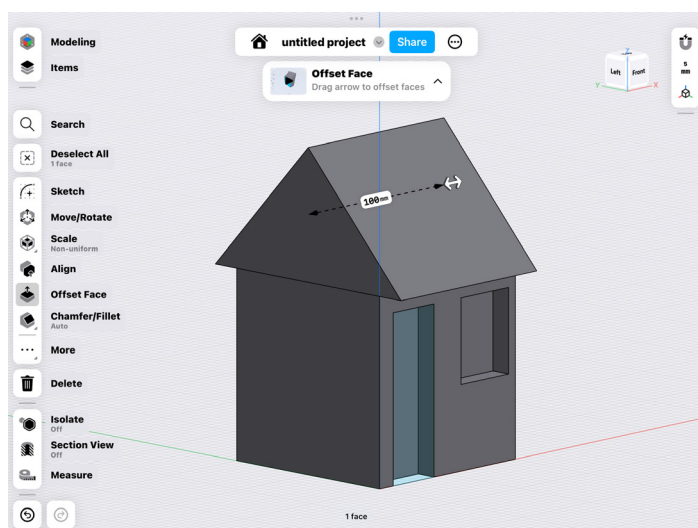 Modeling
Items
Search
Deselect All
1 face
Sketch
Move/Rotate
Scale
Non-uniform
Align
Offset Face
Chamfer/Fillet
Auto
More
Delete
Isolate
Off
Section View
Off
Measure
untitled project
Share
Offset Face
Drag arrow to offset faces
100mm
Z
Left
Front
Y
X
5
mm
1 face